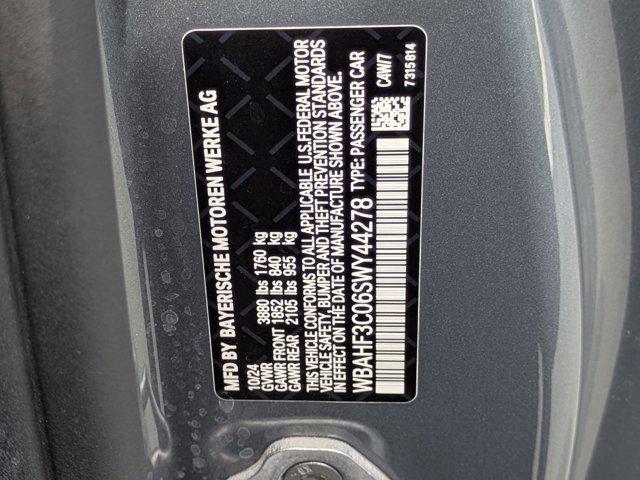 MFD BY BAYERISCHE MOTOREN WERKE AG
10/24
GVWR 3880 lbs 1760 kg
GAWR FRONT 1852 lbs 840 kg
GAWR REAR 2105 lbs 955 kg
THIS VEHICLE CONFORMS TO ALL APPLICABLE U.S.FEDERAL MOTOR
VEHICLE SAFETY, BUMPER AND THEFT PREVENTION STANDARDS
IN EFFECT ON THE DATE OF MANUFACTURE SHOWN ABOVE.
WBAHF3C06SWY44278 TYPE: PASSENGER CAR
C4W/7
7315814